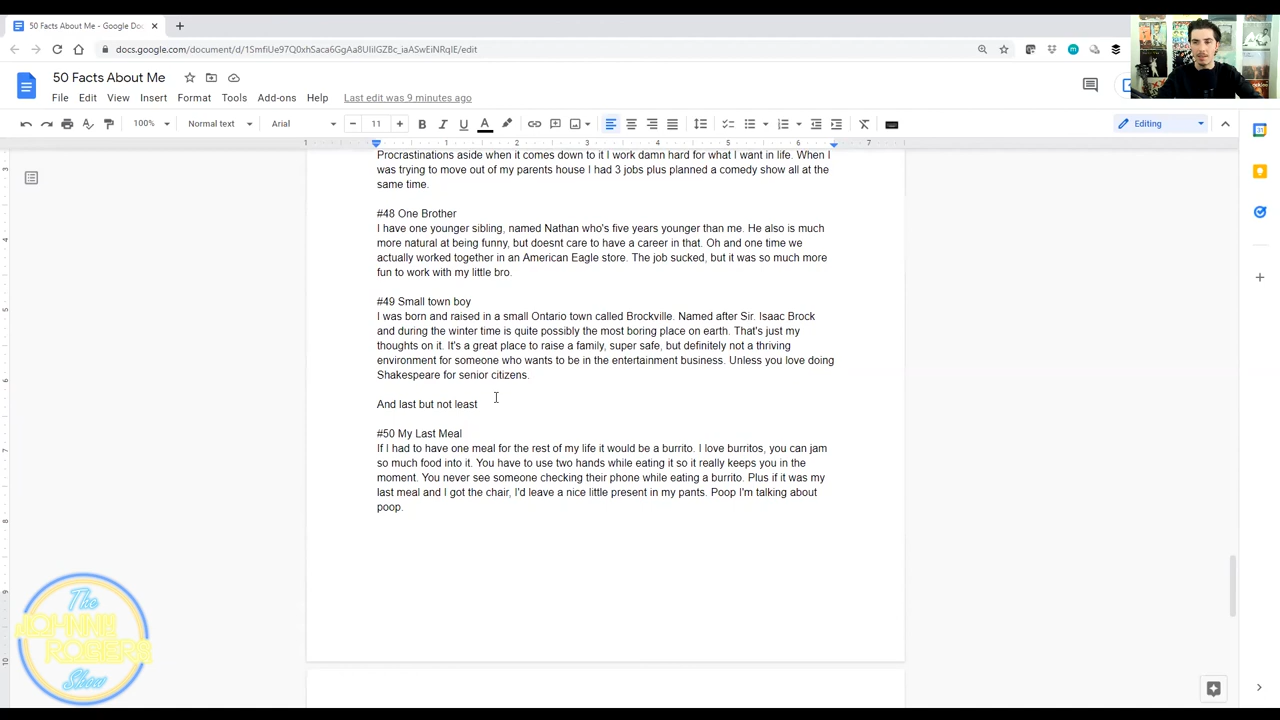 50 Facts About Me - Google Doc
docs.google.com/document/d/1SmfiUe97Q0xhSaca6GgAa8UIiIGZBc_iaASwEiNRqIE/edit
50 Facts About Me
File Edit View Insert Format Tools Add-ons Help Last edit was 9 minutes ago
100% Normal text Arial 11 Editing
1 1 2 3 4 5 6 7
Procrastinations aside when it comes down to it I work damn hard for what I want in life. When I
was trying to move out of my parents house I had 3 jobs plus planned a comedy show all at the
same time.
#48 One Brother
I have one younger sibling, named Nathan who's five years younger than me. He also is much
more natural at being funny, but doesnt care to have a career in that. Oh and one time we
actually worked together in an American Eagle store. The job sucked, but it was so much more
fun to work with my little bro.
#49 Small town boy
I was born and raised in a small Ontario town called Brockville. Named after Sir. Isaac Brock
and during the winter time is quite possibly the most boring place on earth. That's just my
thoughts on it. It's a great place to raise a family, super safe, but definitely not a thriving
environment for someone who wants to be in the entertainment business. Unless you love doing
Shakespeare for senior citizens.
And last but not least
#50 My Last Meal
If I had to have one meal for the rest of my life it would be a burrito. I love burritos, you can jam
so much food into it. You have to use two hands while eating it so it really keeps you in the
moment. You never see someone checking their phone while eating a burrito. Plus if it was my
last meal and I got the chair, I'd leave a nice little present in my pants. Poop I'm talking about
poop.
The
JOHNNY
ROBERTS
Show